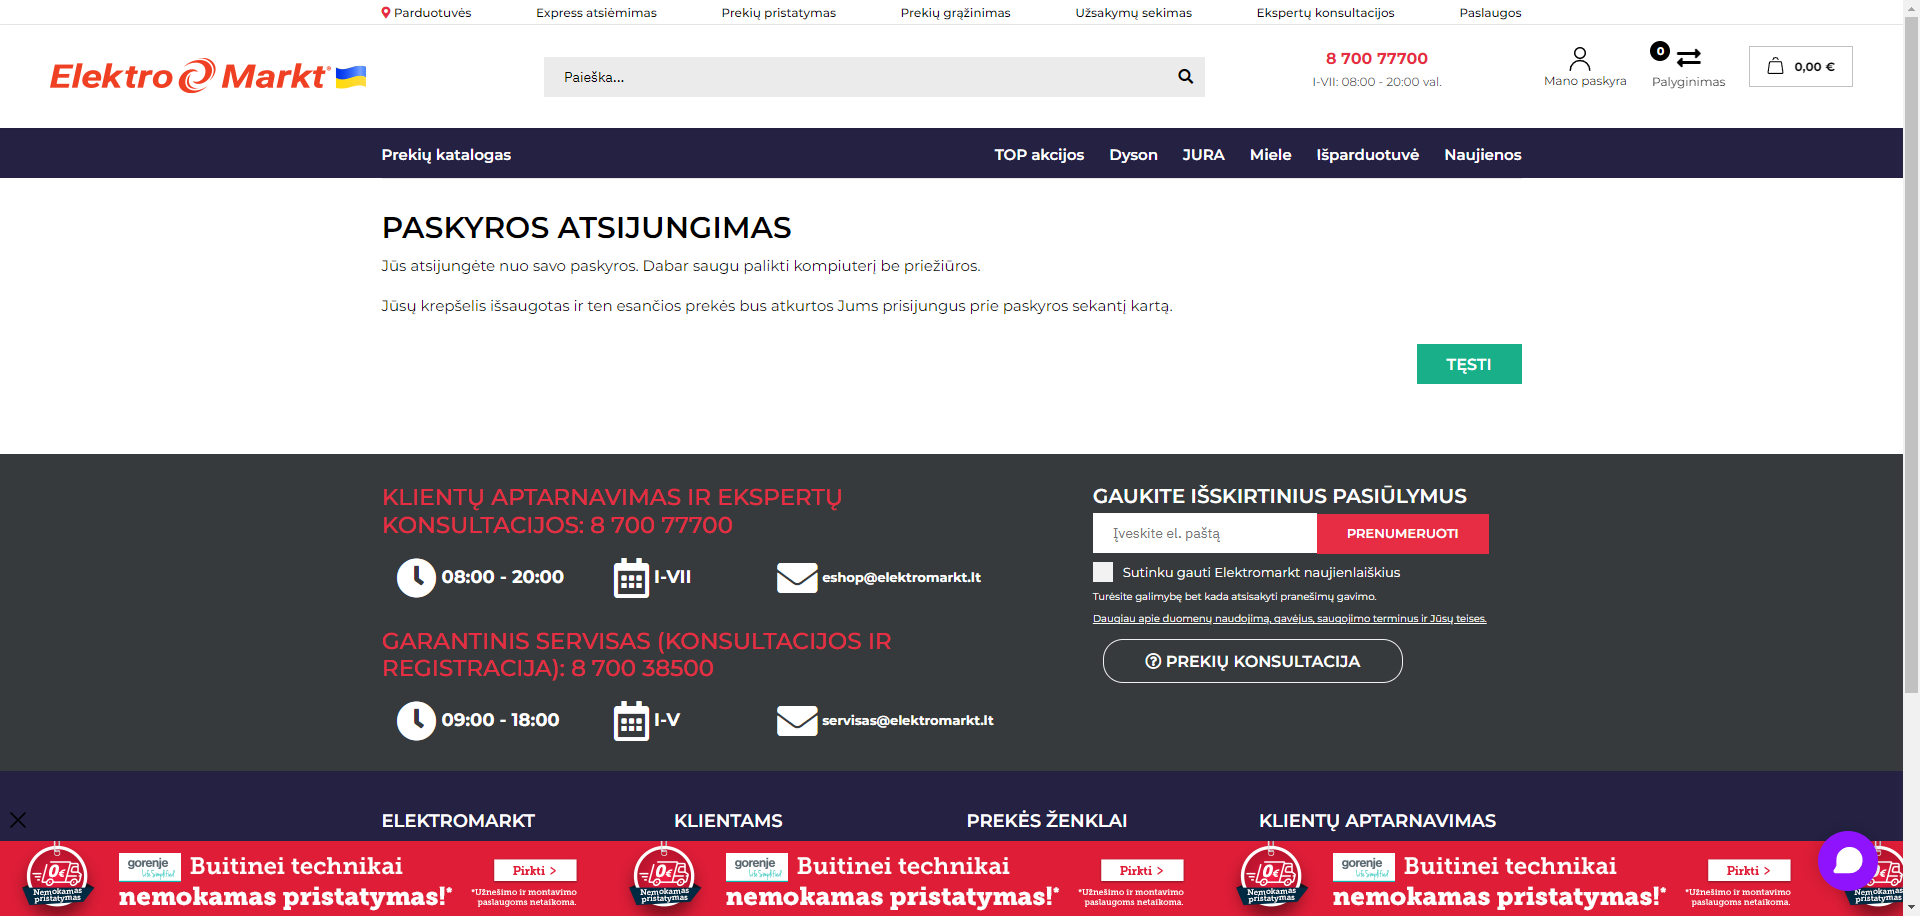 Parduotuvės
Express atsiėmimas
Prekių pristatymas
Prekių grąžinimas
Užsakymų sekimas
Ekspertų konsultacijos
Paslaugos
Elektro Markt
Paieška...
8 700 77700
I-VII: 08:00 - 20:00 val.
Mano paskyra
0
Palyginimas
0,00 €
Prekių katalogas
TOP akcijos
Dyson
JURA
Miele
Išparduotuvė
Naujienos
PASKYROS ATSIJUNGIMAS
Jūs atsijungėte nuo savo paskyros. Dabar saugu palikti kompiuterį be priežiūros.
Jūsų krepšelis išsaugotas ir ten esančios prekės bus atkurtos Jums prisijungus prie paskyros sekantį kartą.
TĘSTI
KLIENTŲ APTARNAVIMAS IR EKSPERTŲ
KONSULTACIJOS: 8 700 77700
08:00 - 20:00
I-VII
eshop@elektromarkt.lt
GARANTINIS SERVISAS (KONSULTACIJOS IR
REGISTRACIJA): 8 700 38500
09:00 - 18:00
I-V
servisas@elektromarkt.lt
GAUKITE IŠSKIRTINIUS PASIŪLYMUS
Įveskite el. paštą
PRENUMERUOTI
Sutinku gauti Elektromarkt naujienlaiškius
Turėsite galimybę bet kada atsisakyti pranešimų gavimo.
Daugiau apie duomenų naudojimą, gavėjus, saugojimo terminus ir Jūsų teises.
PREKIŲ KONSULTACIJA
ELEKTROMARKT
KLIENTAMS
PREKĖS ŽENKLAI
KLIENTŲ APTARNAVIMAS
0€
Nemokamas
pristatymas
gorenje
Life Simplified
Buitinei technikai
nemokamas pristatymas!*
Pirkti >
*Užnešimo ir montavimo
paslaugoms netaikoma.
0€
Nemokamas
pristatymas
gorenje
Life Simplified
Buitinei technikai
nemokamas pristatymas!*
Pirkti >
*Užnešimo ir montavimo
paslaugoms netaikoma.
0€
Nemokamas
pristatymas
gorenje
Life Simplified
Buitinei technikai
nemokamas pristatymas!*
Pirkti >
*Užnešimo ir montavimo
paslaugoms netaikoma.